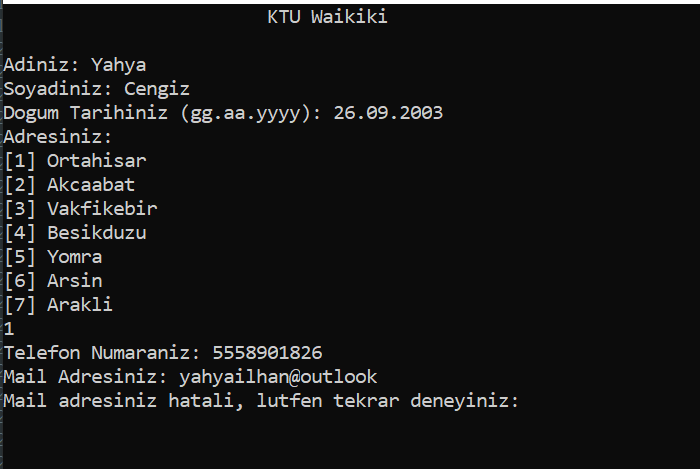 KTU Waikiki
Adiniz: Yahya
Soyadiniz: Cengiz
Dogum Tarihiniz (gg.aa.yyyy): 26.09.2003
Adresiniz:
[1] Ortahisar
[2] Akcaabat
[3] Vakfikebir
[4] Besikduzu
[5] Yomra
[6] Arsin
[7] Arakli
1
Telefon Numaraniz: 5558901826
Mail Adresiniz: yahyailhan@outlook
Mail adresiniz hatali, lutfen tekrar deneyiniz: